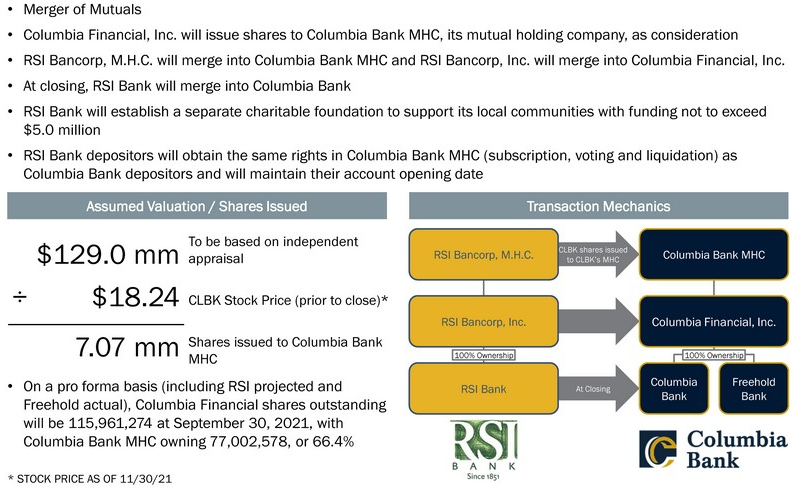 • Merger of Mutuals
• Columbia Financial, Inc. will issue shares to Columbia Bank MHC, its mutual holding company, as consideration
• RSI Bancorp, M.H.C. will merge into Columbia Bank MHC and RSI Bancorp, Inc. will merge into Columbia Financial, Inc.
• At closing, RSI Bank will merge into Columbia Bank
• RSI Bank will establish a separate charitable foundation to support its local communities with funding not to exceed
$5.0 million
• RSI Bank depositors will obtain the same rights in Columbia Bank MHC (subscription, voting and liquidation) as
Columbia Bank depositors and will maintain their account opening date
Assumed Valuation / Shares Issued
$129.0 mm
To be based on independent
appraisal
÷ $18.24 CLBK Stock Price (prior to close)*
7.07 mm
Shares issued to Columbia Bank
MHC
• On a pro forma basis (including RSI projected and
Freehold actual), Columbia Financial shares outstanding
will be 115,961,274 at September 30, 2021, with
Columbia Bank MHC owning 77,002,578, or 66.4%
* STOCK PRICE AS OF 11/30/21
Transaction Mechanics
RSI Bancorp, M.H.C.
CLBK shares issued
to CLBK's MHC
Columbia Bank MHC
RSI Bancorp, Inc.
Columbia Financial, Inc.
100% Ownership
100% Ownership
RSI Bank
At Closing
Columbia
Bank
Freehold
Bank
RSI
BANK
Since 1851
Columbia
Bank